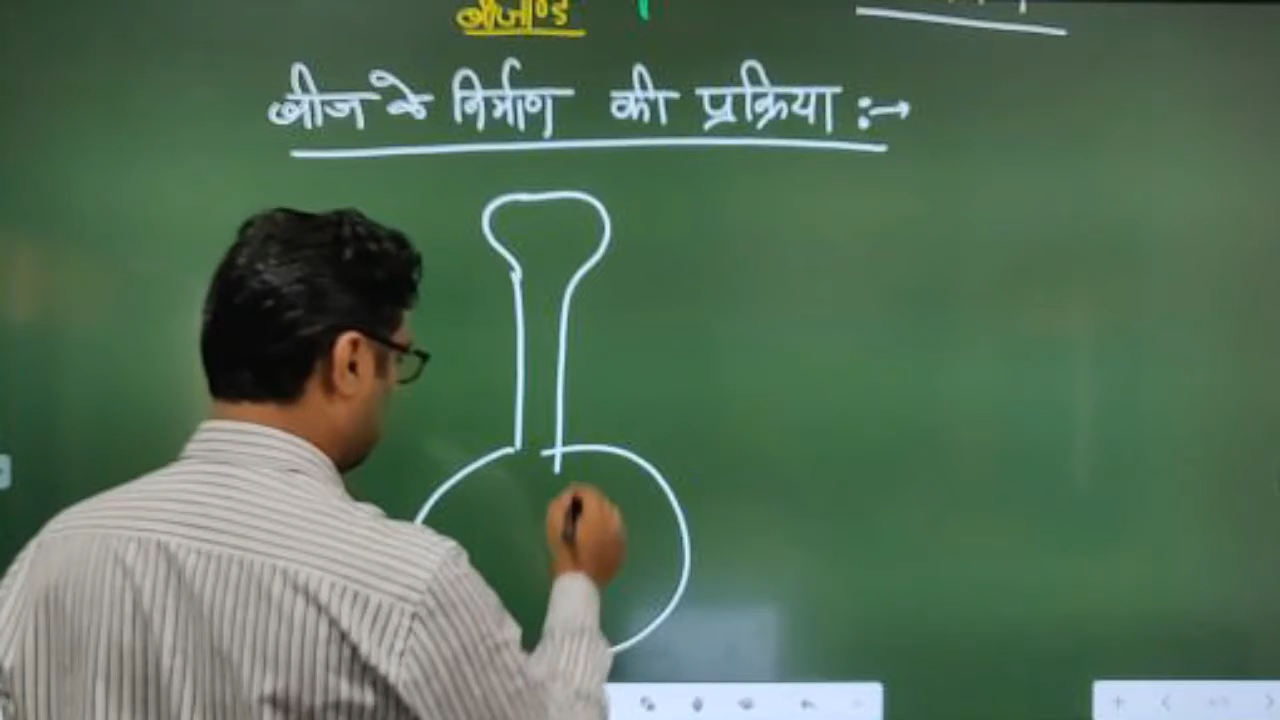 बीजाण्ड
बीज के निर्माण की प्रक्रिया :→